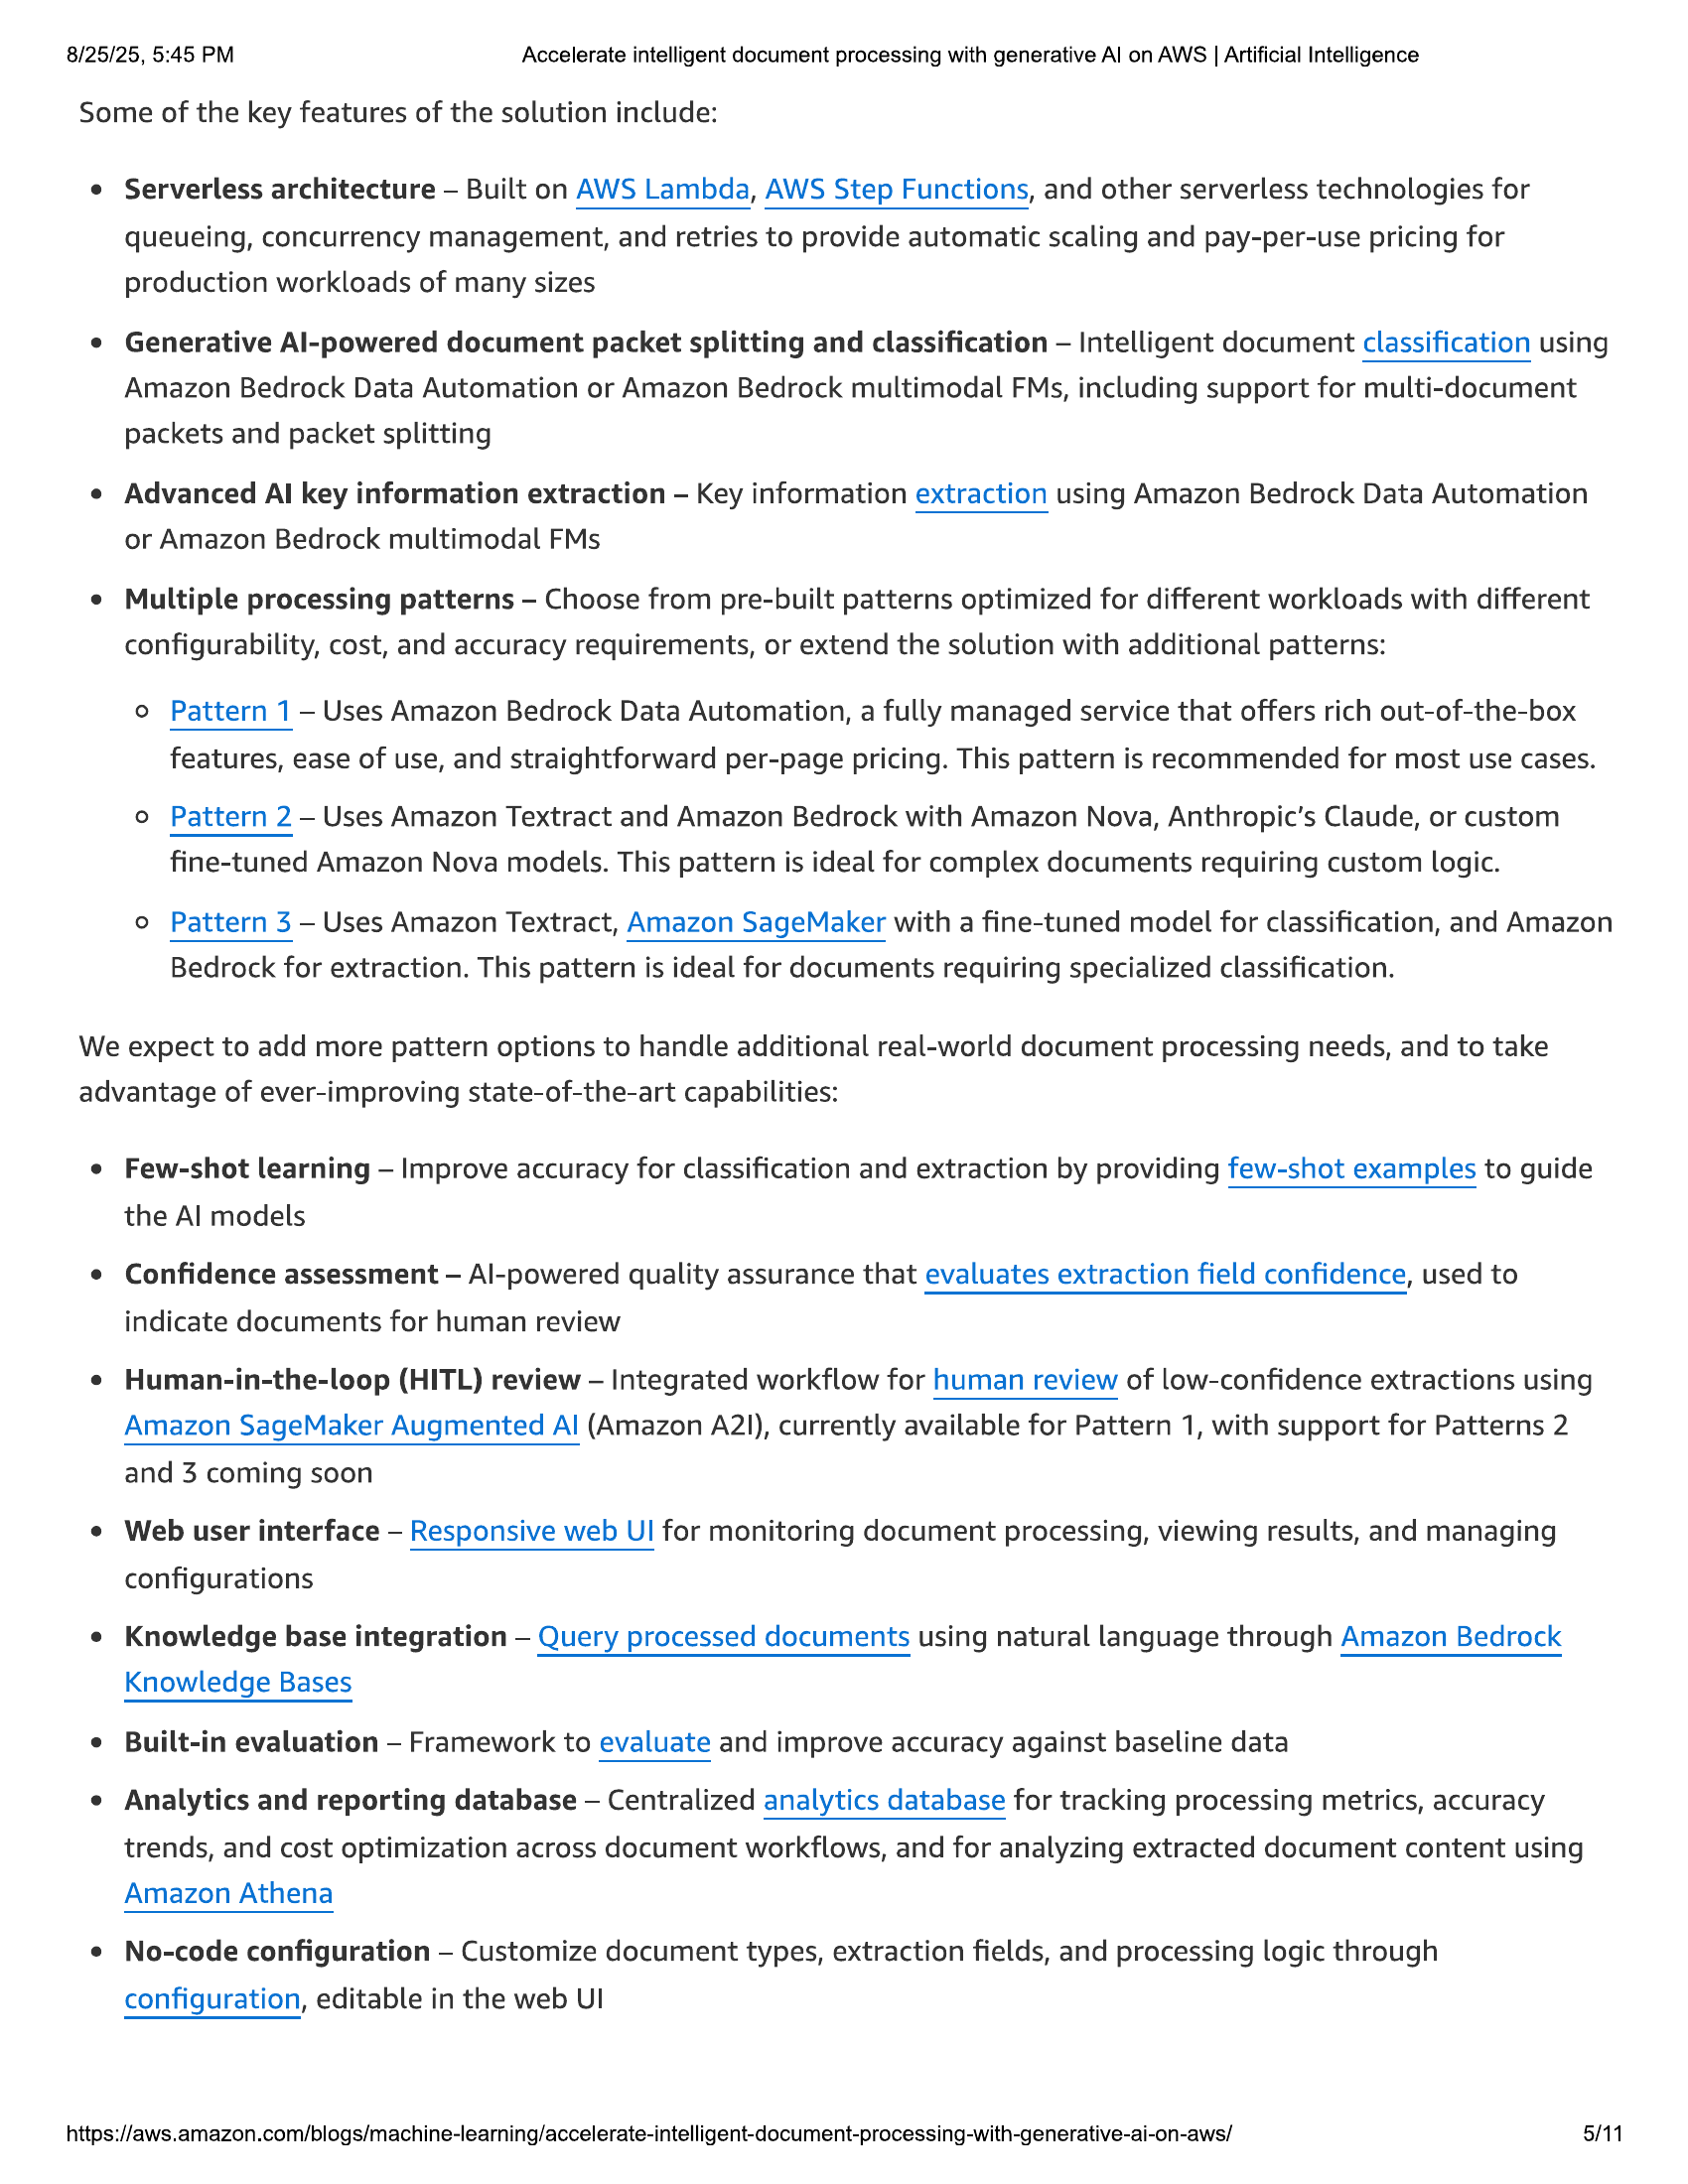 8/25/25, 5:45 PM
Accelerate intelligent document processing with generative AI on AWS | Artificial Intelligence
Some of the key features of the solution include:
• Serverless architecture – Built on AWS Lambda, AWS Step Functions, and other serverless technologies for
queueing, concurrency management, and retries to provide automatic scaling and pay-per-use pricing for
production workloads of many sizes
• Generative AI-powered document packet splitting and classification – Intelligent document classification using
Amazon Bedrock Data Automation or Amazon Bedrock multimodal FMs, including support for multi-document
packets and packet splitting
• Advanced AI key information extraction – Key information extraction using Amazon Bedrock Data Automation
or Amazon Bedrock multimodal FMs
• Multiple processing patterns – Choose from pre-built patterns optimized for different workloads with different
configurability, cost, and accuracy requirements, or extend the solution with additional patterns:
◦ Pattern 1 – Uses Amazon Bedrock Data Automation, a fully managed service that offers rich out-of-the-box
features, ease of use, and straightforward per-page pricing. This pattern is recommended for most use cases.
◦ Pattern 2 – Uses Amazon Textract and Amazon Bedrock with Amazon Nova, Anthropic’s Claude, or custom
fine-tuned Amazon Nova models. This pattern is ideal for complex documents requiring custom logic.
◦ Pattern 3 – Uses Amazon Textract, Amazon SageMaker with a fine-tuned model for classification, and Amazon
Bedrock for extraction. This pattern is ideal for documents requiring specialized classification.
We expect to add more pattern options to handle additional real-world document processing needs, and to take
advantage of ever-improving state-of-the-art capabilities:
• Few-shot learning – Improve accuracy for classification and extraction by providing few-shot examples to guide
the AI models
• Confidence assessment – AI-powered quality assurance that evaluates extraction field confidence, used to
indicate documents for human review
• Human-in-the-loop (HITL) review – Integrated workflow for human review of low-confidence extractions using
Amazon SageMaker Augmented AI (Amazon A2I), currently available for Pattern 1, with support for Patterns 2
and 3 coming soon
• Web user interface – Responsive web UI for monitoring document processing, viewing results, and managing
configurations
• Knowledge base integration – Query processed documents using natural language through Amazon Bedrock
Knowledge Bases
• Built-in evaluation – Framework to evaluate and improve accuracy against baseline data
• Analytics and reporting database – Centralized analytics database for tracking processing metrics, accuracy
trends, and cost optimization across document workflows, and for analyzing extracted document content using
Amazon Athena
• No-code configuration – Customize document types, extraction fields, and processing logic through
configuration, editable in the web UI
https://aws.amazon.com/blogs/machine-learning/accelerate-intelligent-document-processing-with-generative-ai-on-aws/
5/11